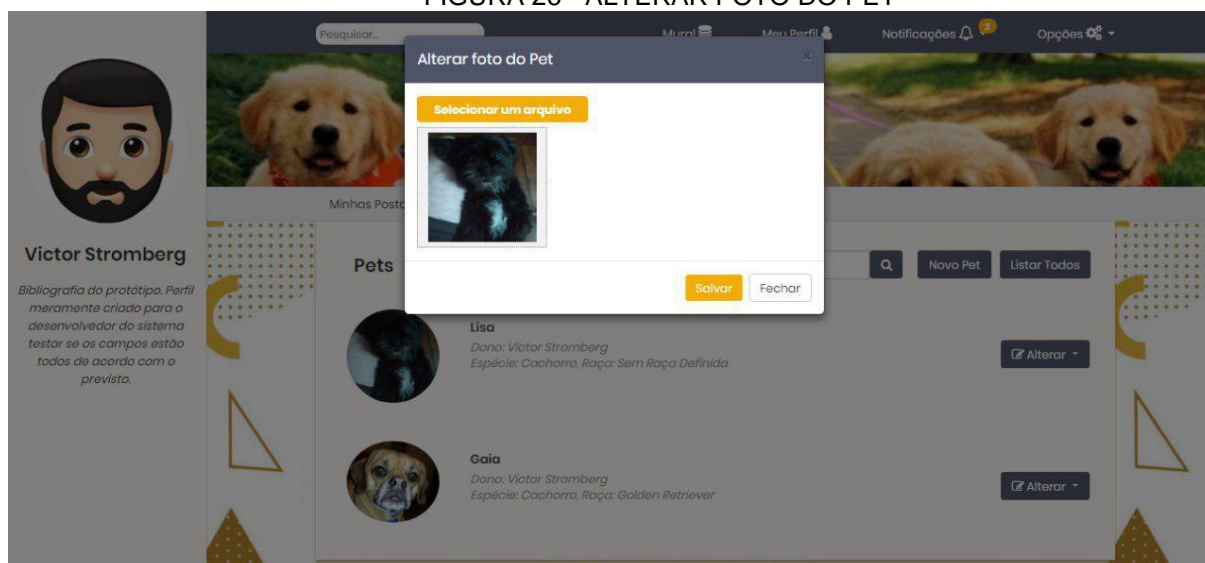 FIGURA 26 - ALTERAR FOTO DO PET
Pesquisar...
Mural
Meu Perfil
Notificações
2
Opções
Alterar foto do Pet
x
Selecionar um arquivo
Minhas Posta
Victor Stromberg
Bibliografia do protótipo. Perfil
meramente criado para o
desenvolvedor do sistema
testar se os campos estão
todos de acordo com o
previsto.
Pets
Novo Pet
Listar Todos
Salvar
Fechar
Lisa
Dono: Victor Stromberg
Espécie: Cachorro, Raça: Sem Raça Definida
Alterar
Gaia
Dono: Victor Stromberg
Espécie: Cachorro, Raça: Golden Retriever
Alterar